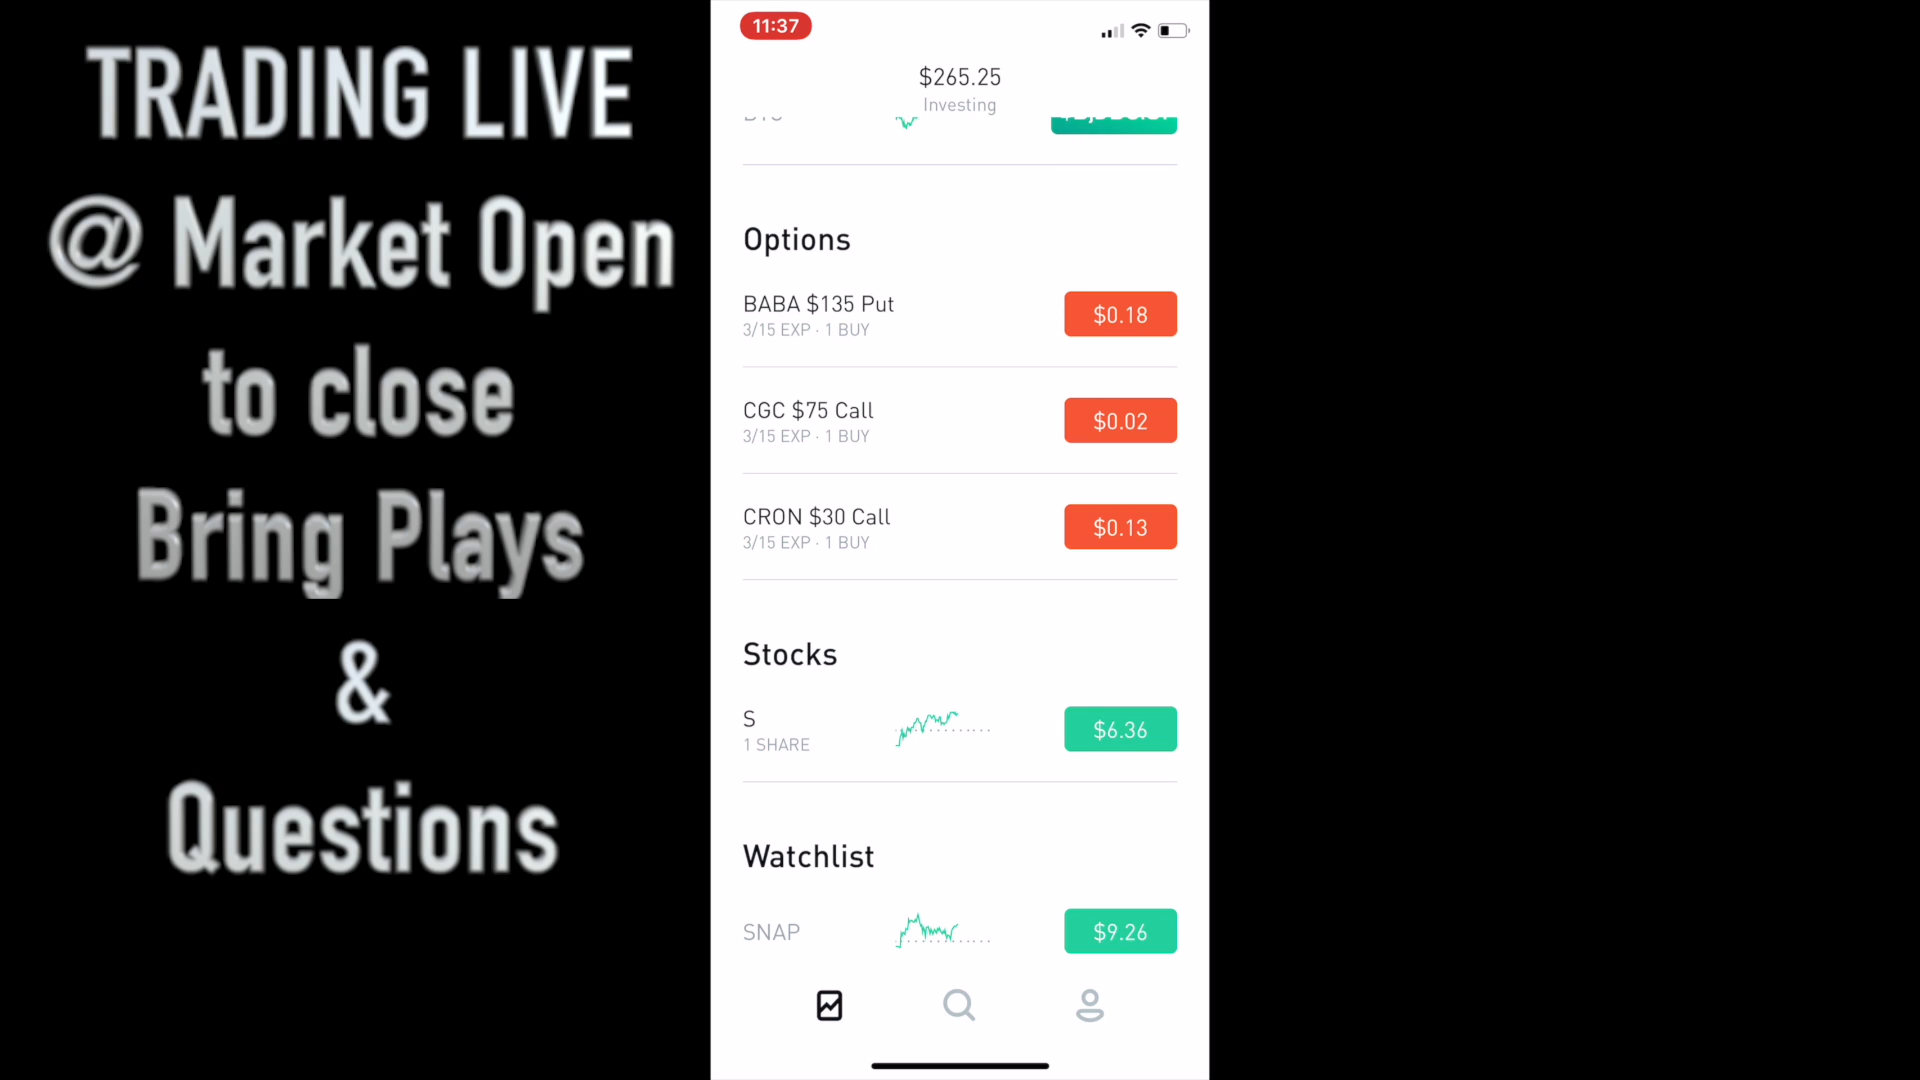 TRADING LIVE
@ Market Open
to close
Bring Plays
&
Questions
11:37
$265.25
Investing
Options
BABA $135 Put
3/15 EXP · 1 BUY
$0.18
CGC $75 Call
3/15 EXP · 1 BUY
$0.02
CRON $30 Call
3/15 EXP · 1 BUY
$0.13
Stocks
S
1 SHARE
$6.36
Watchlist
SNAP
$9.26